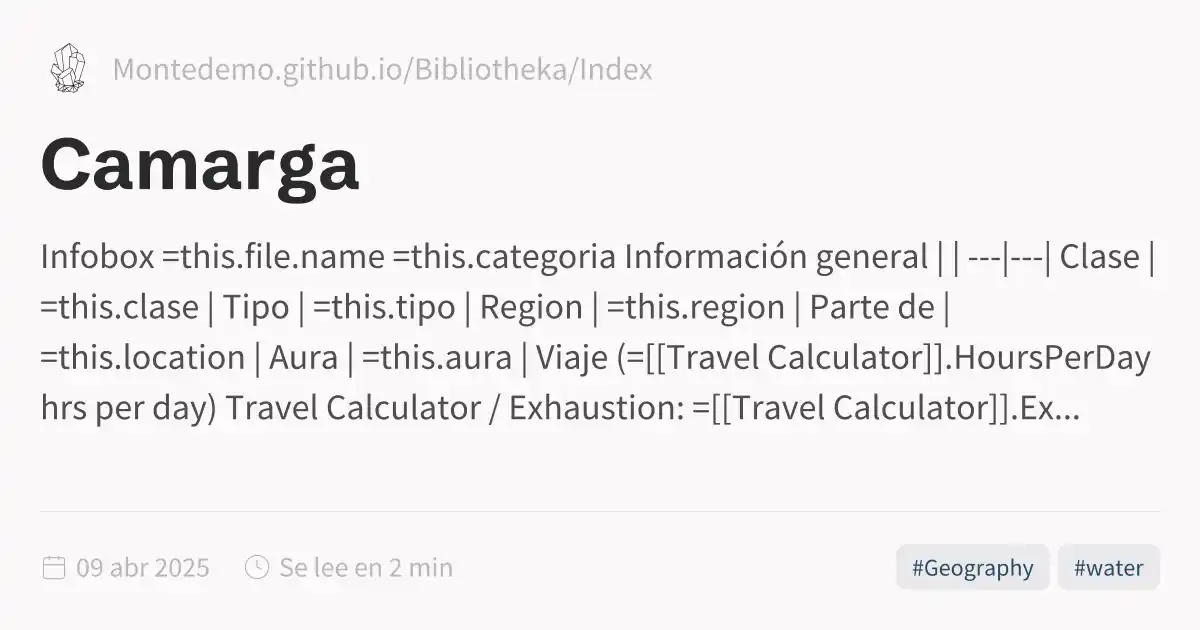 Montedemo.github.io/Bibliotheka/Index
Camarga
Infobox =this.file.name =this.categoria Información general | | ---|---| Clase |
=this.clase | Tipo | =this.tipo | Region | =this.region | Parte de |
=this.location | Aura | =this.aura | Viaje (=[[Travel Calculator]].HoursPerDay
hrs per day) Travel Calculator / Exhaustion: =[[Travel Calculator]].Ex...
09 abr 2025 Se lee en 2 min #Geography #water